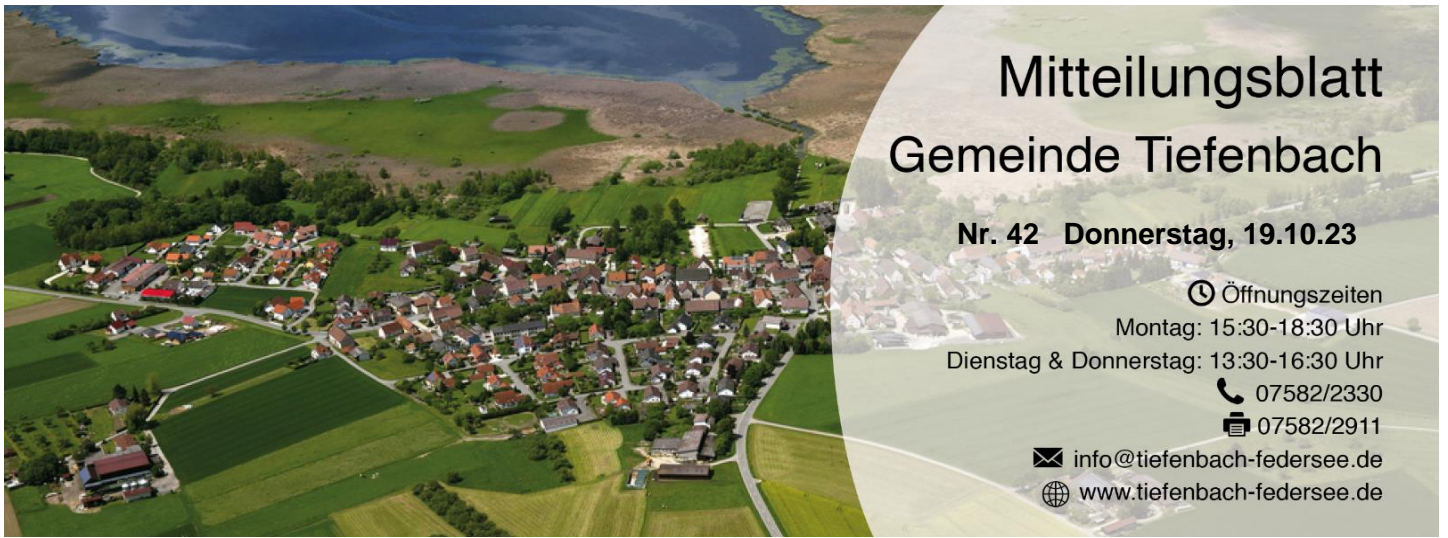 Mitteilungsblatt
Gemeinde Tiefenbach
Nr. 42 Donnerstag, 19.10.23
Öffnungszeiten
Montag: 15:30-18:30 Uhr
Dienstag & Donnerstag: 13:30-16:30 Uhr
07582/2330
07582/2911
info@tiefenbach-federsee.de
www.tiefenbach-federsee.de